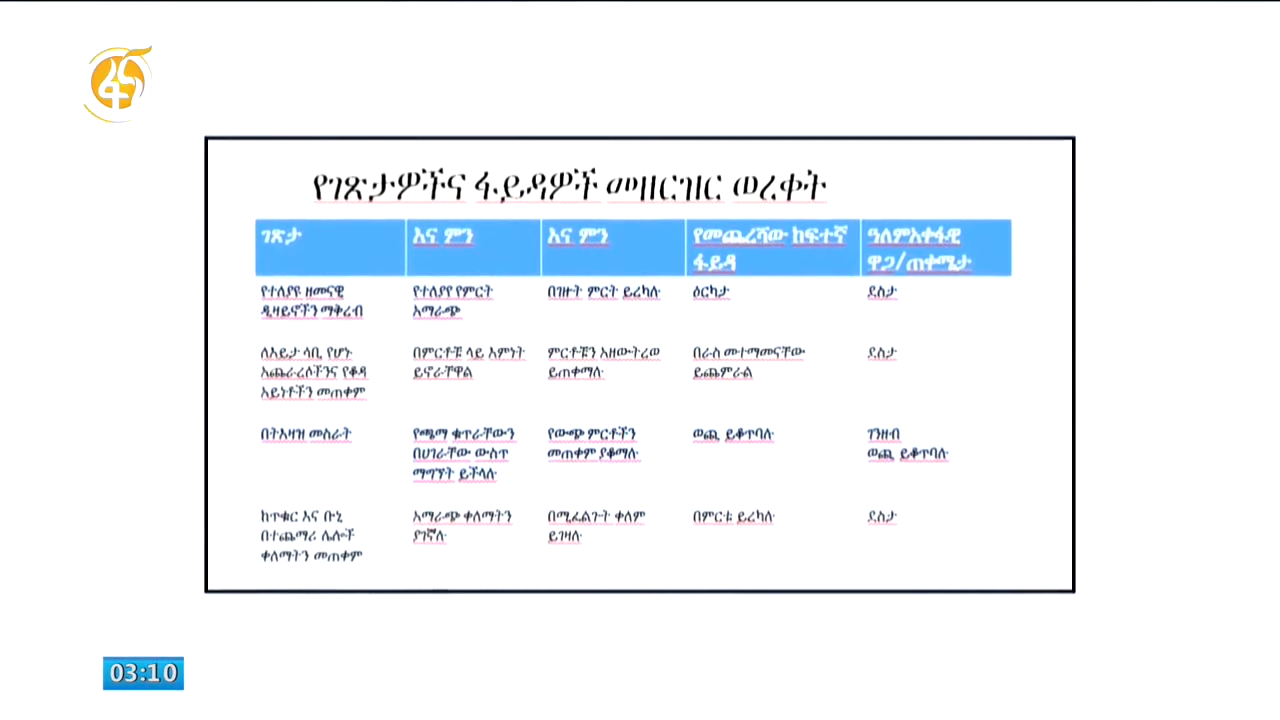 ፋና
የገጽታዎችና ፋይዳዎች መዘርዝር ወረቀት
ገጽታ
እና ምን
እና ምን
የመጨረሻው ከፍተኛ
ፋይዳ
ዓለምአቀፋዊ
ዋጋ/ጠቀሜታ
የተለያዩ ዘመናዊ
ዲዛይኖችን ማቅረብ
የተለያየ የምርት
አማራጭ
በገዙት ምርት ይረካሉ
ዕርካታ
ደስታ
ለእይታ ሳቢ የሆኑ
አጨራረሶችንና የቆዳ
አይነቶችን መጠቀም
በምርቶቹ ላይ እምነት
ይኖራቸዋል
ምርቶቹን አዘውትረው
ይጠቀማሉ
በራስ መተማመናቸው
ይጨምራል
ደስታ
በትእዛዝ መስራት
የጫማ ቁጥራቸውን
በሀገራቸው ውስጥ
ማግኘት ይችላሉ
የውጭ ምርቶችን
መጠቀም ያቆማሉ
ወጪ ይቆጥባሉ
ገንዘብ
ወጪ ይቆጥባሉ
ከጥቁር እና ቡኒ
በተጨማሪ ሌሎች
ቀለማትን መጠቀም
አማራጭ ቀለማትን
ያገኛሉ
በሚፈልጉት ቀለም
ይገዛሉ
በምርቱ ይረካሉ
ደስታ
03:10